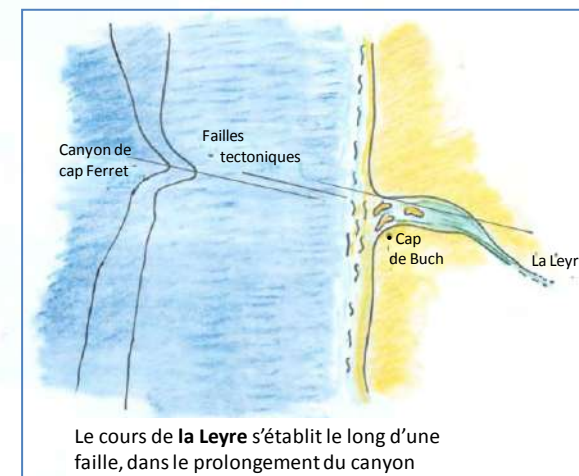 Failles
tectoniques
Canyon de
cap Ferret
Cap
de Buch
La Leyr
Le cours de la Leyre s’établit le long d’une
faille, dans le prolongement du canyon